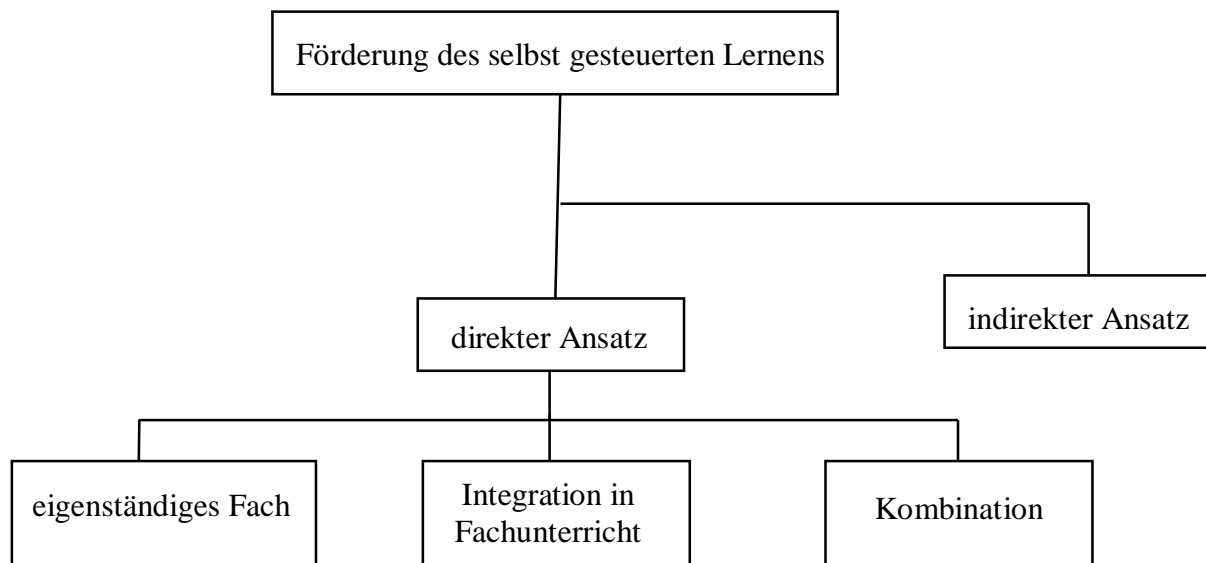 Förderung des selbst gesteuerten Lernens
indirekter Ansatz
direkter Ansatz
eigenständiges Fach
Integration in
Fachunterricht
Kombination